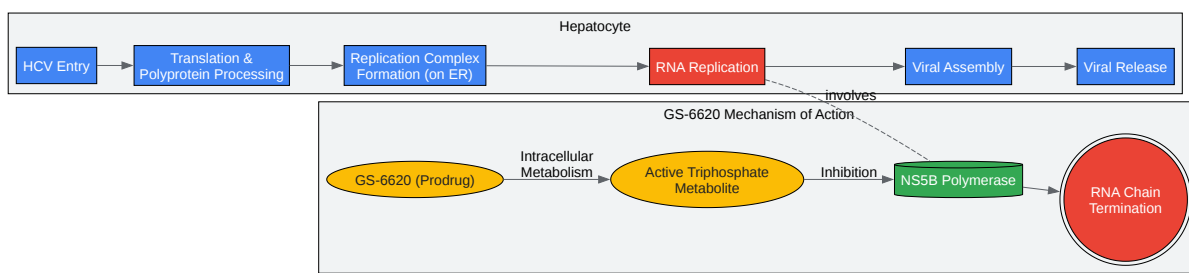 Hepatocyte
HCV Entry
Translation &
Polyprotein Processing
Replication Complex
Formation (on ER)
RNA Replication
Viral Assembly
Viral Release
involves
GS-6620 Mechanism of Action
GS-6620 (Prodrug)
Intracellular
Metabolism
Active Triphosphate
Metabolite
Inhibition
NS5B Polymerase
RNA Chain
Termination